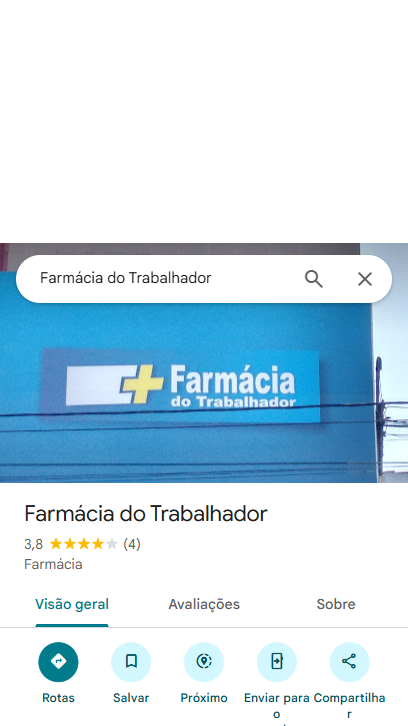 Farmácia do Trabalhador
Farmácia
do Trabalhador
Farmácia do Trabalhador
3,8 (4)
Farmácia
Visão geral Avaliações Sobre
Rotas Salvar Próximo Enviar para o Compartilhar